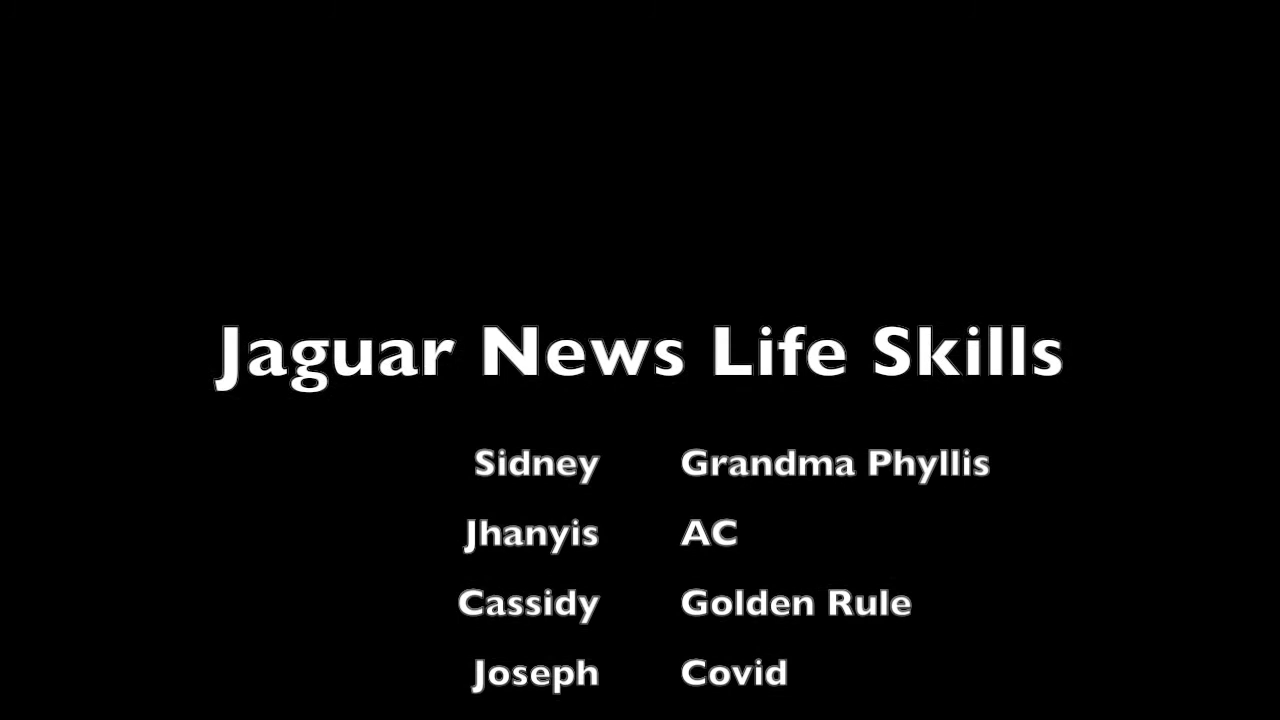 Jaguar News Life Skills
Sidney Grandma Phyllis
Jhanyis AC
Cassidy Golden Rule
Joseph Covid